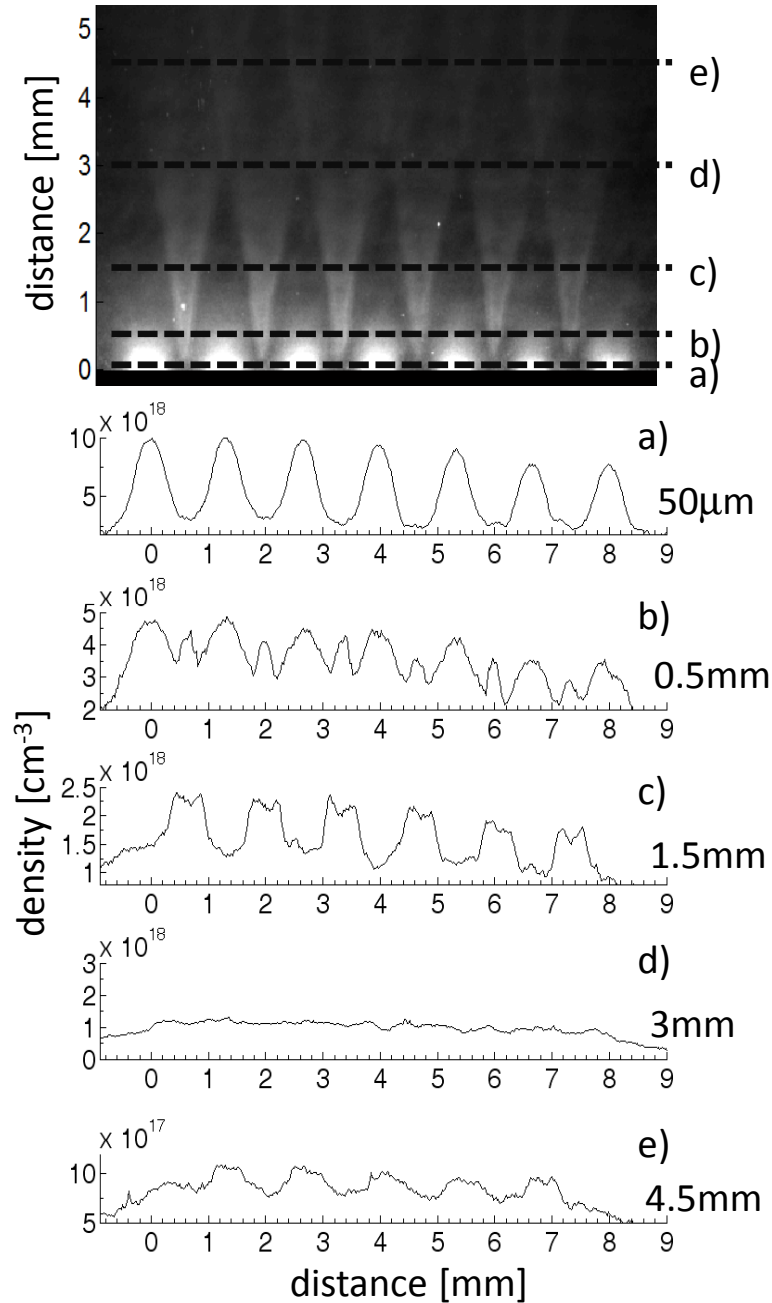 5
4
3
2
1
0
distance [mm]
e)
d)
c)
b)
a)
x 10^18
10
5
a)
50μm
0 1 2 3 4 5 6 7 8 9
x 10^18
5
4
3
2
b)
0.5mm
0 1 2 3 4 5 6 7 8 9
x 10^18
2.5
1.5
1
c)
1.5mm
0 1 2 3 4 5 6 7 8 9
density [cm^-3]
x 10^18
3
2
1
0
d)
3mm
0 1 2 3 4 5 6 7 8 9
x 10^17
10
5
e)
4.5mm
0 1 2 3 4 5 6 7 8 9
distance [mm]